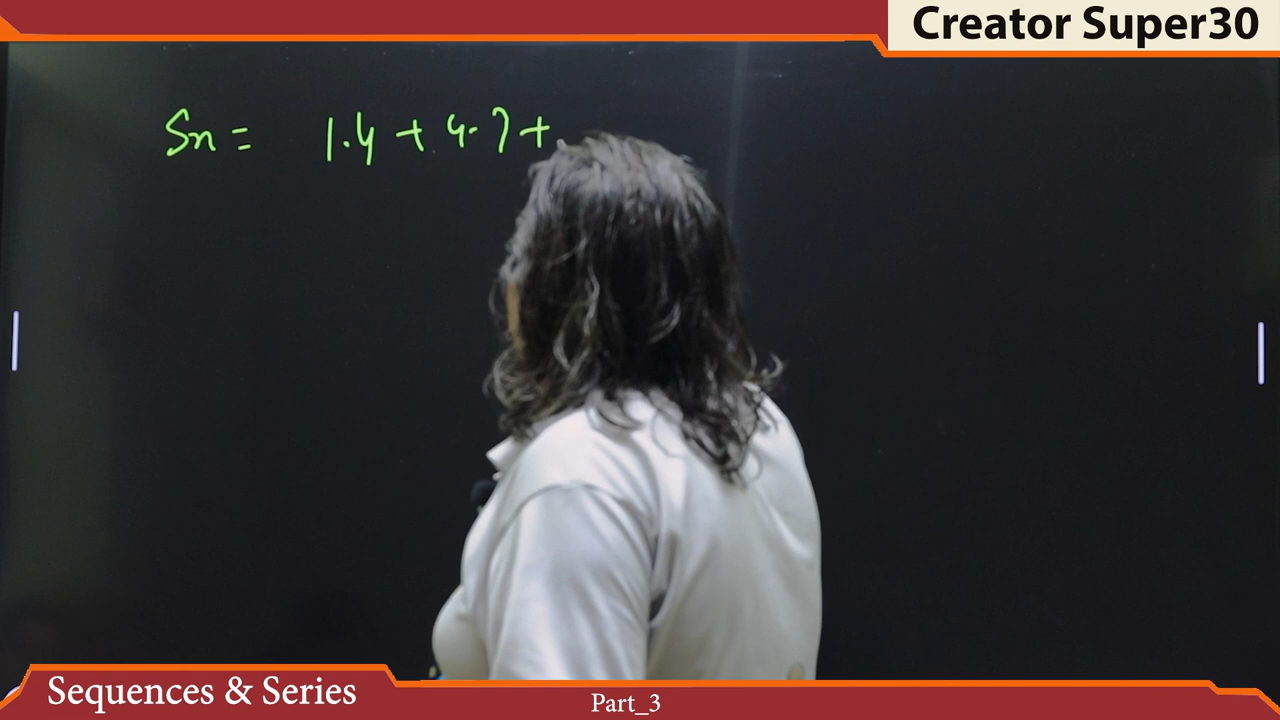 Creator Super30
Sn = 1.4 + 4.7 +
Sequences & Series
Part_3